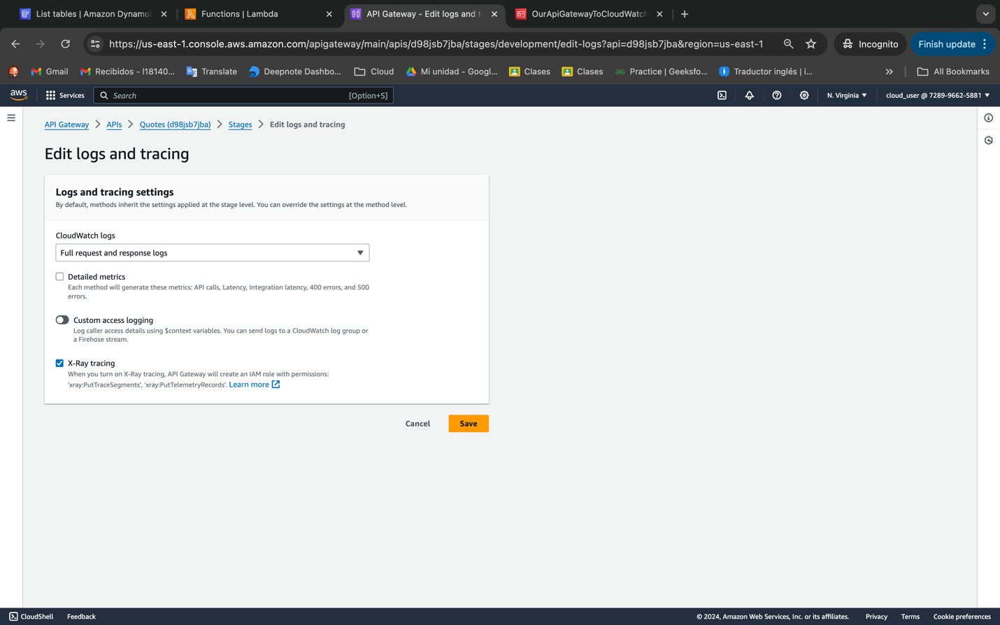 List tables | Amazon Dynamo
Functions | Lambda
API Gateway - Edit logs and t
OurApiGatewayToCloudWatch
https://us-east-1.console.aws.amazon.com/apigateway/main/apis/d98jsb7jba/stages/development/edit-logs?api=d98jsb7jba&region=us-east-1
Incognito
Finish update
Gmail
Recibidos - l18140...
Translate
Deepnote Dashbo...
Cloud
Mi unidad - Googl...
Clases
Clases
Practice | Geeksfo...
Traductor inglés | i...
All Bookmarks
aws
Services
Search
[Option+S]
N. Virginia
cloud_user @ 7289-9662-5881
API Gateway
APIs
Quotes (d98jsb7jba)
Stages
Edit logs and tracing
Edit logs and tracing
Logs and tracing settings
By default, methods inherit the settings applied at the stage level. You can override the settings at the method level.
CloudWatch logs
Full request and response logs
Detailed metrics
Each method will generate these metrics: API calls, Latency, Integration latency, 400 errors, and 500
errors.
Custom access logging
Log caller access details using $context variables. You can send logs to a CloudWatch log group or
a Firehose stream.
X-Ray tracing
When you turn on X-Ray tracing, API Gateway will create an IAM role with permissions:
'xray:PutTraceSegments', 'xray:PutTelemetryRecords'. Learn more
Cancel
Save
CloudShell
Feedback
© 2024, Amazon Web Services, Inc. or its affiliates.
Privacy
Terms
Cookie preferences